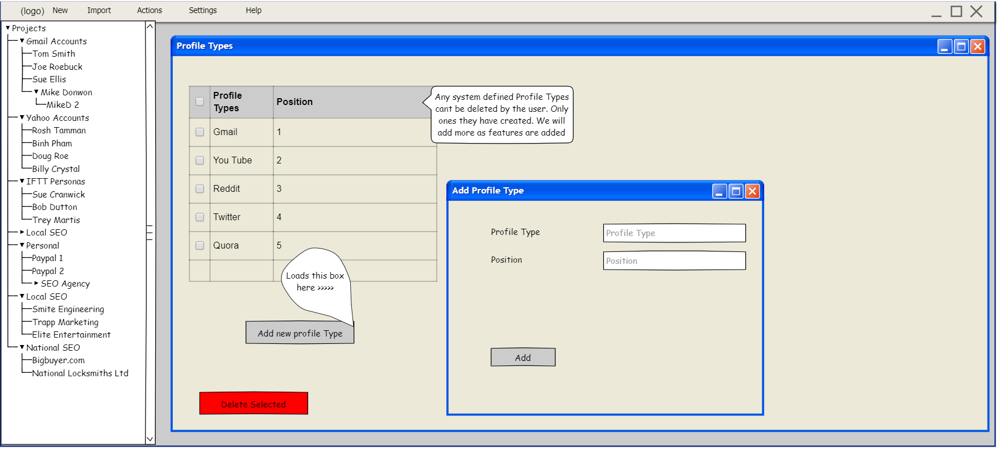 (logo) New Import Actions Settings Help
Projects
Gmail Accounts
Tom Smith
Joe Roebuck
Sue Ellis
Mike Donwon
MikeD 2
Yahoo Accounts
Rosh Tamman
Binh Pham
Doug Roe
Billy Crystal
IFTT Personas
Sue Cranwick
Bob Dutton
Trey Martis
Local SEO
Personal
Paypal 1
Paypal 2
SEO Agency
Local SEO
Smite Engineering
Trapp Marketing
Elite Entertainment
National SEO
Bigbuyer.com
National Locksmiths Ltd
Profile Types
Profile
Types
Position
Gmail 1
You Tube 2
Reddit 3
Twitter 4
Quora 5
Any system defined Profile Types
cant be deleted by the user. Only
ones they have created. We will
add more as features are added
Loads this box
here >>>>>
Add new profile Type
Delete Selected
Add Profile Type
Profile Type Profile Type
Position Position
Add